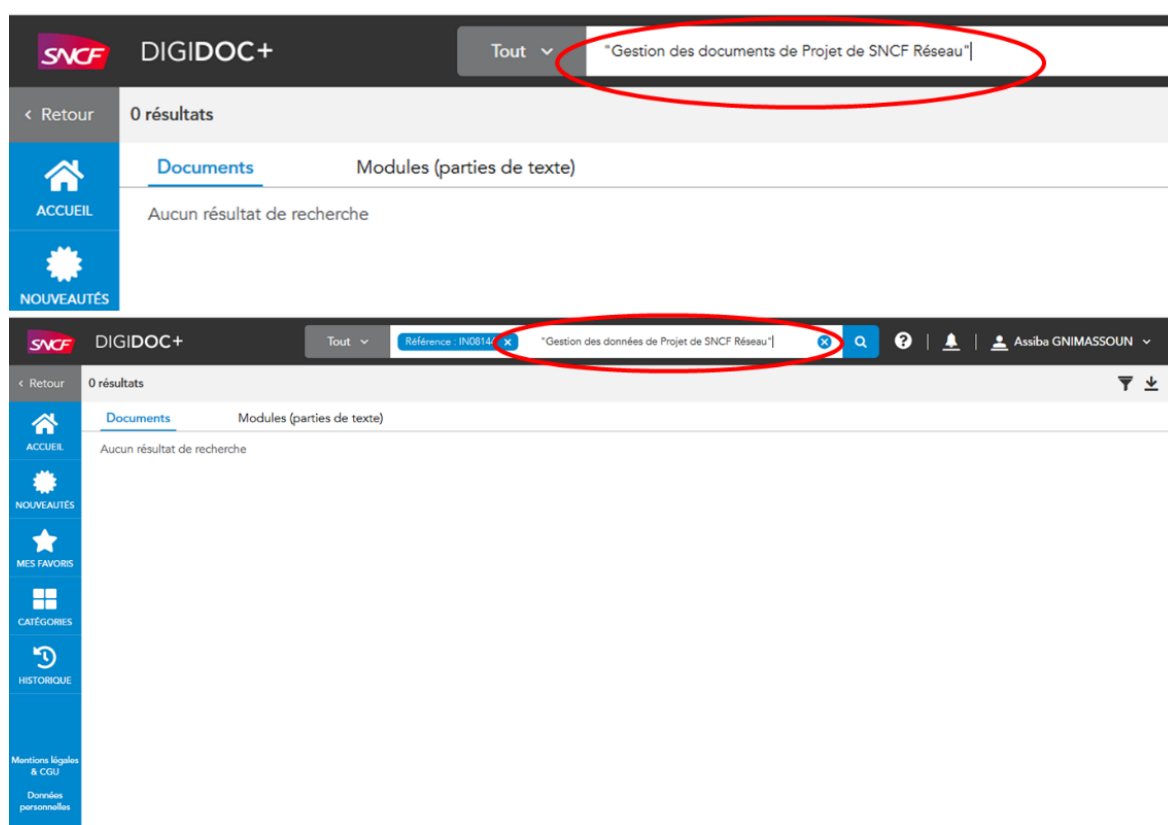 SNCF DIGIDOC+ Tout "Gestion des documents de Projet de SNCF Réseau"
< Retour 0 résultats
Documents Modules (parties de texte)
ACCUEIL Aucun résultat de recherche
NOUVEAUTÉS
SNCF DIGIDOC+ Tout Référence : IN0814 "Gestion des données de Projet de SNCF Réseau" Assiba GNIMASSOUN
< Retour 0 résultats
Documents Modules (parties de texte)
ACCUEIL Aucun résultat de recherche
NOUVEAUTÉS
MES FAVORIS
CATÉGORIES
HISTORIQUE
Mentions légales
& CGU
Données
personnelles